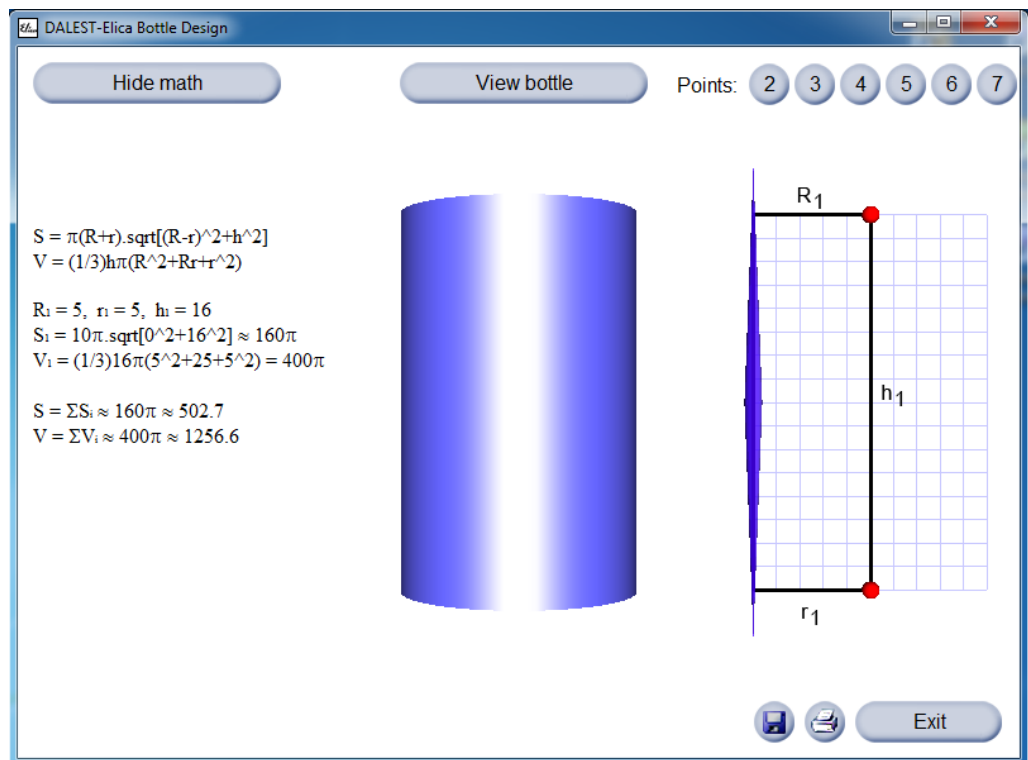 DALEST-Elica Bottle Design
Hide math
View bottle
Points: 2 3 4 5 6 7
S = π(R+r).sqrt[(R-r)^2+h^2]
V = (1/3)hπ(R^2+Rr+r^2)
R₁ = 5, r₁ = 5, h₁ = 16
S₁ = 10π.sqrt[0^2+16^2] ≈ 160π
V₁ = (1/3)16π(5^2+25+5^2) = 400π
S = ΣSᵢ ≈ 160π ≈ 502.7
V = ΣVᵢ ≈ 400π ≈ 1256.6
R₁
h₁
r₁
Exit